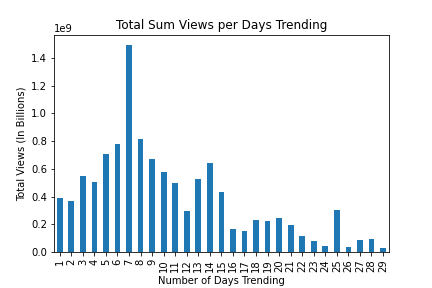 Total Sum Views per Days Trending
1e9
Total Views (In Billions)
1.4
1.2
1.0
0.8
0.6
0.4
0.2
0.0
1 2 3 4 5 6 7 8 9 10 11 12 13 14 15 16 17 18 19 20 21 22 23 24 25 26 27 28 29
Number of Days Trending